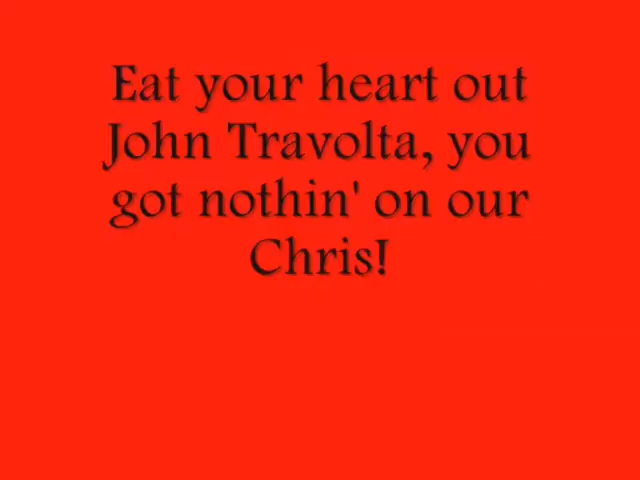 Eat your heart out
John Travolta, you
got nothin' on our
Chris!